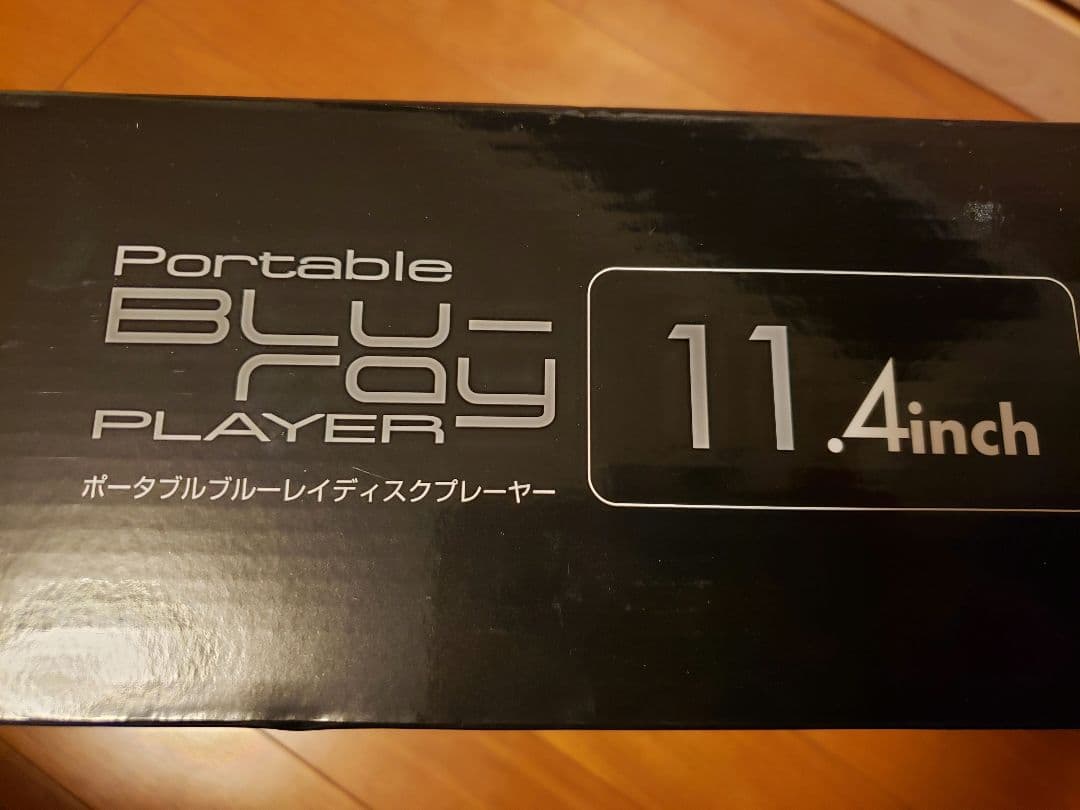 Portable
BLU-
ray
PLAYER
ポータブルブルーレイディスクプレーヤー
11.4inch